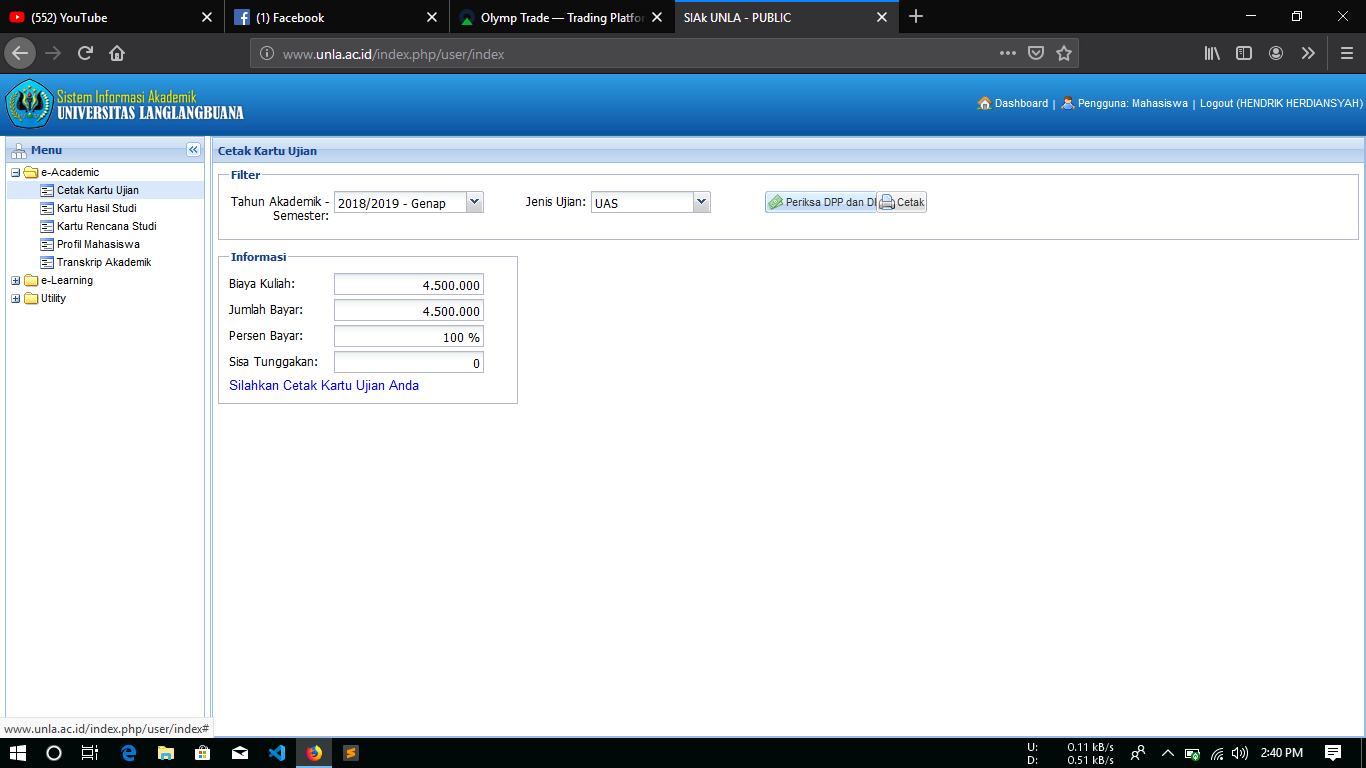 (552) YouTube
(1) Facebook
Olymp Trade — Trading Platfor
SIAk UNLA - PUBLIC
www.unla.ac.id/index.php/user/index
Sistem Informasi Akademik
UNIVERSITAS LANGLANGBUANA
Dashboard | Pengguna: Mahasiswa | Logout (HENDRIK HERDIANSYAH)
Menu
e-Academic
Cetak Kartu Ujian
Kartu Hasil Studi
Kartu Rencana Studi
Profil Mahasiswa
Transkrip Akademik
e-Learning
Utility
Cetak Kartu Ujian
Filter
Tahun Akademik - Semester: 2018/2019 - Genap
Jenis Ujian: UAS
Periksa DPP dan D
Cetak
Informasi
Biaya Kuliah: 4.500.000
Jumlah Bayar: 4.500.000
Persen Bayar: 100 %
Sisa Tunggakan: 0
Silahkan Cetak Kartu Ujian Anda
www.unla.ac.id/index.php/user/index#
U: 0.11 kB/s
D: 0.51 kB/s
2:40 PM